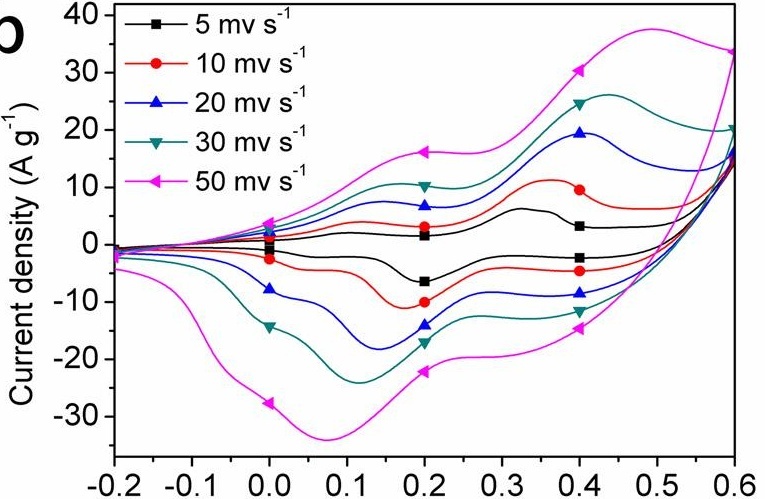 b
40
30
20
10
0
-10
-20
-30
Current density (A g⁻¹)
5 mv s⁻¹
10 mv s⁻¹
20 mv s⁻¹
30 mv s⁻¹
50 mv s⁻¹
-0.2 -0.1 0.0 0.1 0.2 0.3 0.4 0.5 0.6